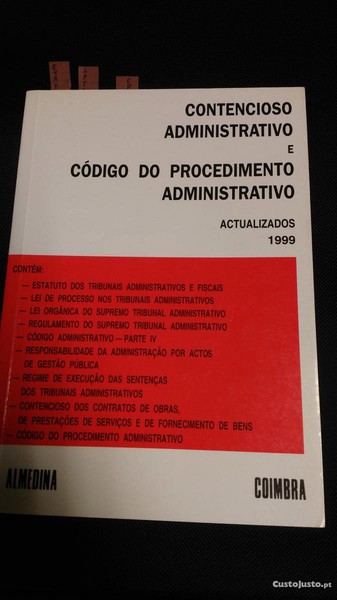 CONTENCIOSO
ADMINISTRATIVO
E
CÓDIGO DO PROCEDIMENTO
ADMINISTRATIVO
ACTUALIZADOS
1999
CONTÉM:
— ESTATUTO DOS TRIBUNAIS ADMINISTRATIVOS E FISCAIS
— LEI DE PROCESSO NOS TRIBUNAIS ADMINISTRATIVOS
— LEI ORGÂNICA DO SUPREMO TRIBUNAL ADMINISTRATIVO
— REGULAMENTO DO SUPREMO TRIBUNAL ADMINISTRATIVO
— CÓDIGO ADMINISTRATIVO — PARTE IV
— RESPONSABILIDADE DA ADMINISTRAÇÃO POR ACTOS
DE GESTÃO PÚBLICA
— REGIME DE EXECUÇÃO DAS SENTENÇAS
DOS TRIBUNAIS ADMINISTRATIVOS
— CONTENCIOSO DOS CONTRATOS DE OBRAS,
DE PRESTAÇÕES DE SERVIÇOS E DE FORNECIMENTO DE BENS
— CÓDIGO DO PROCEDIMENTO ADMINISTRATIVO
ALMEDINA
COIMBRA
CustoJusto.pt